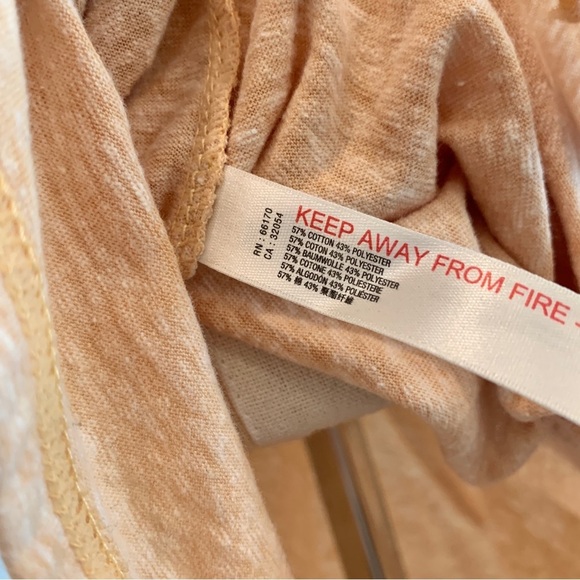 RN : 66170
CA : 32054
KEEP AWAY FROM FIRE -
57% COTTON 43% POLYESTER
57% COTON 43% POLYESTER
57% BAUMWOLLE 43% POLYESTER
57% COTONE 43% POLIESTERE
57% ALGODÓN 43% POLIÉSTER
57% 棉 43% 聚酯纤维